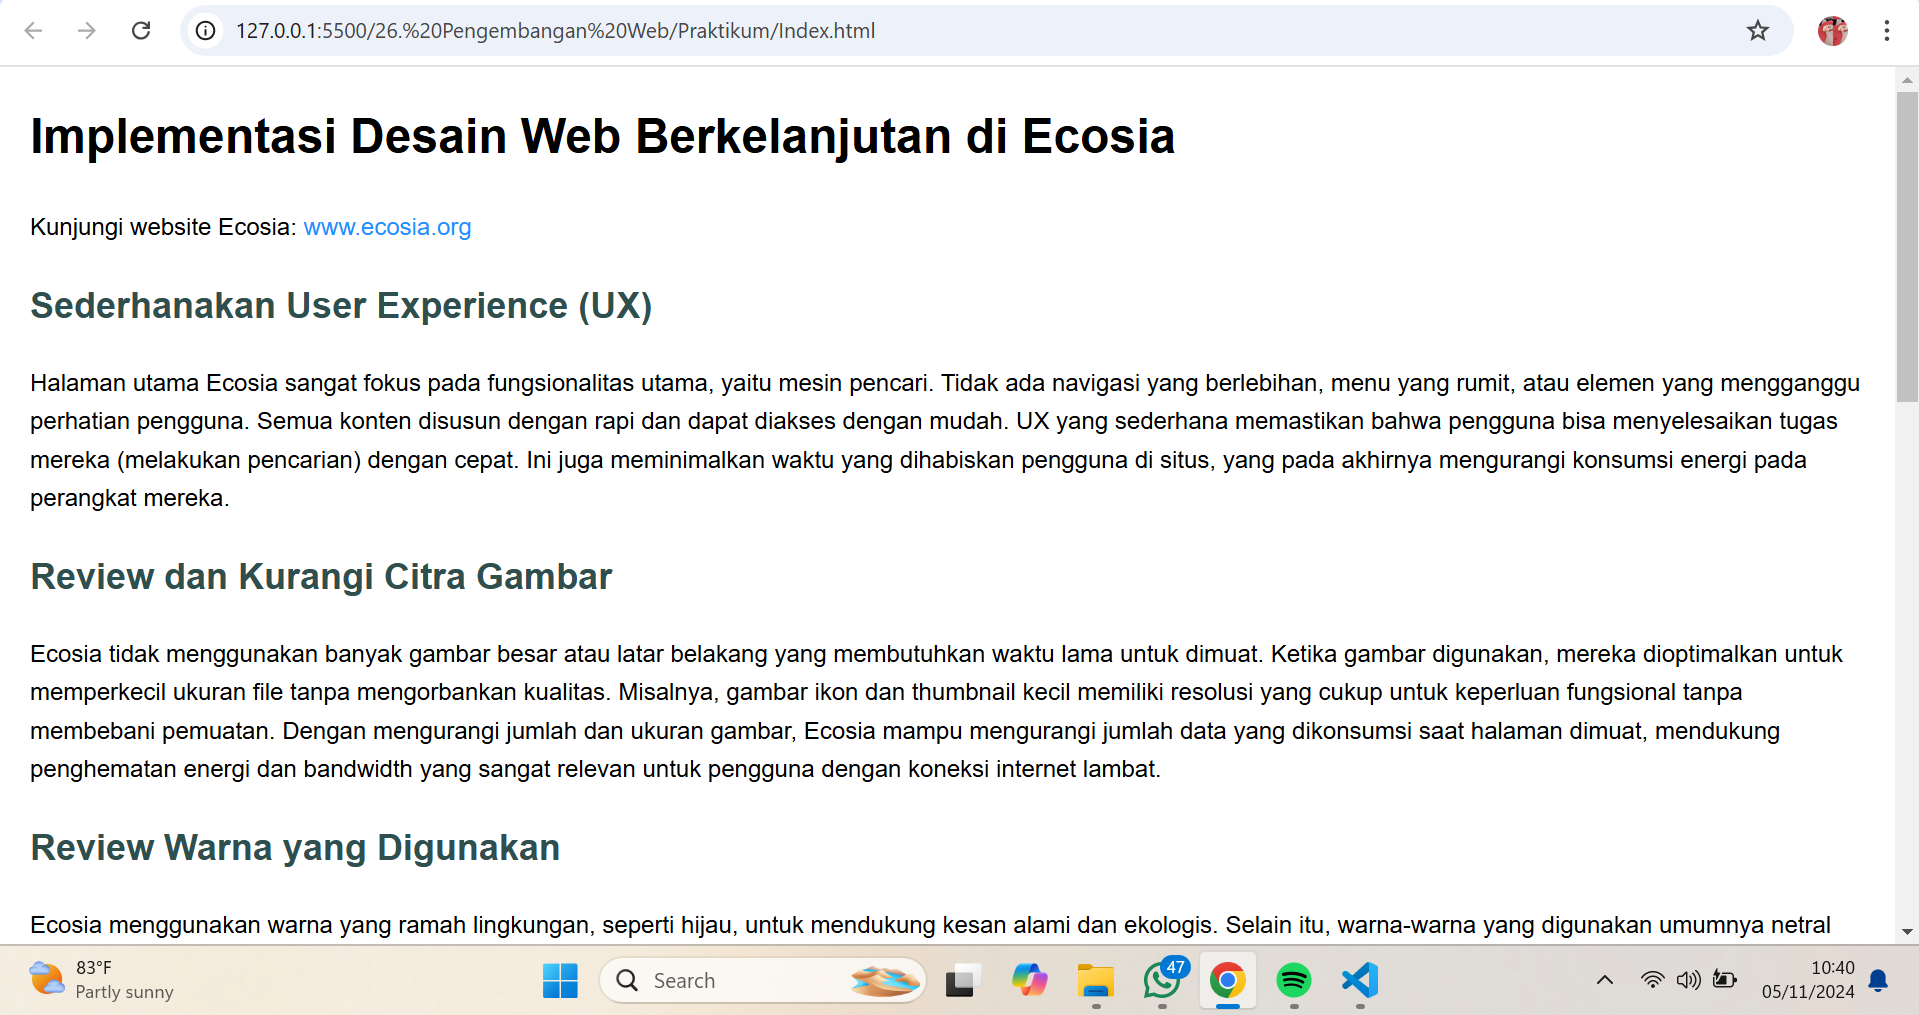 127.0.0.1:5500/26.%20Pengembangan%20Web/Praktikum/Index.html
Implementasi Desain Web Berkelanjutan di Ecosia
Kunjungi website Ecosia: www.ecosia.org
Sederhanakan User Experience (UX)
Halaman utama Ecosia sangat fokus pada fungsionalitas utama, yaitu mesin pencari. Tidak ada navigasi yang berlebihan, menu yang rumit, atau elemen yang mengganggu
perhatian pengguna. Semua konten disusun dengan rapi dan dapat diakses dengan mudah. UX yang sederhana memastikan bahwa pengguna bisa menyelesaikan tugas
mereka (melakukan pencarian) dengan cepat. Ini juga meminimalkan waktu yang dihabiskan pengguna di situs, yang pada akhirnya mengurangi konsumsi energi pada
perangkat mereka.
Review dan Kurangi Citra Gambar
Ecosia tidak menggunakan banyak gambar besar atau latar belakang yang membutuhkan waktu lama untuk dimuat. Ketika gambar digunakan, mereka dioptimalkan untuk
memperkecil ukuran file tanpa mengorbankan kualitas. Misalnya, gambar ikon dan thumbnail kecil memiliki resolusi yang cukup untuk keperluan fungsional tanpa
membebani pemuatan. Dengan mengurangi jumlah dan ukuran gambar, Ecosia mampu mengurangi jumlah data yang dikonsumsi saat halaman dimuat, mendukung
penghematan energi dan bandwidth yang sangat relevan untuk pengguna dengan koneksi internet lambat.
Review Warna yang Digunakan
Ecosia menggunakan warna yang ramah lingkungan, seperti hijau, untuk mendukung kesan alami dan ekologis. Selain itu, warna-warna yang digunakan umumnya netral
83°F
Partly sunny
Search
47
10:40
05/11/2024